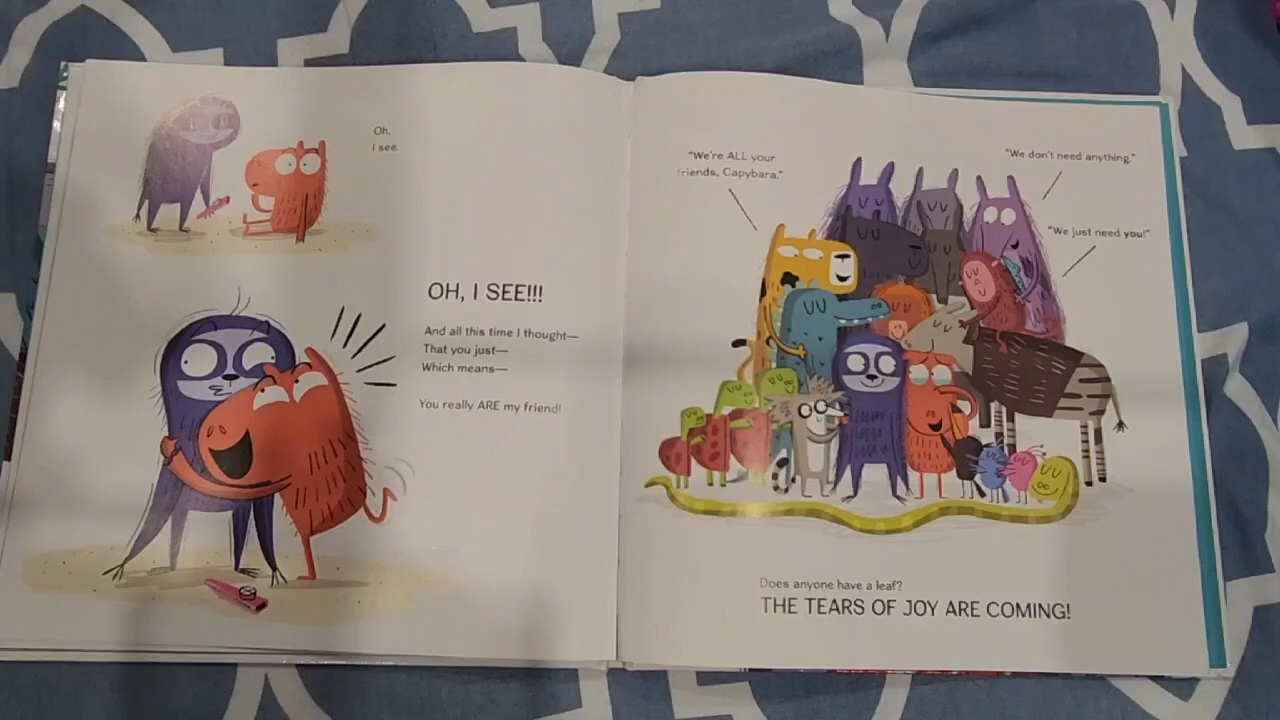 Oh.
I see.
OH, I SEE!!!
And all this time I thought—
That you just—
Which means—
You really ARE my friend!
"We're ALL your
friends, Capybara."
"We don't need anything."
"We just need you!"
Does anyone have a leaf?
THE TEARS OF JOY ARE COMING!